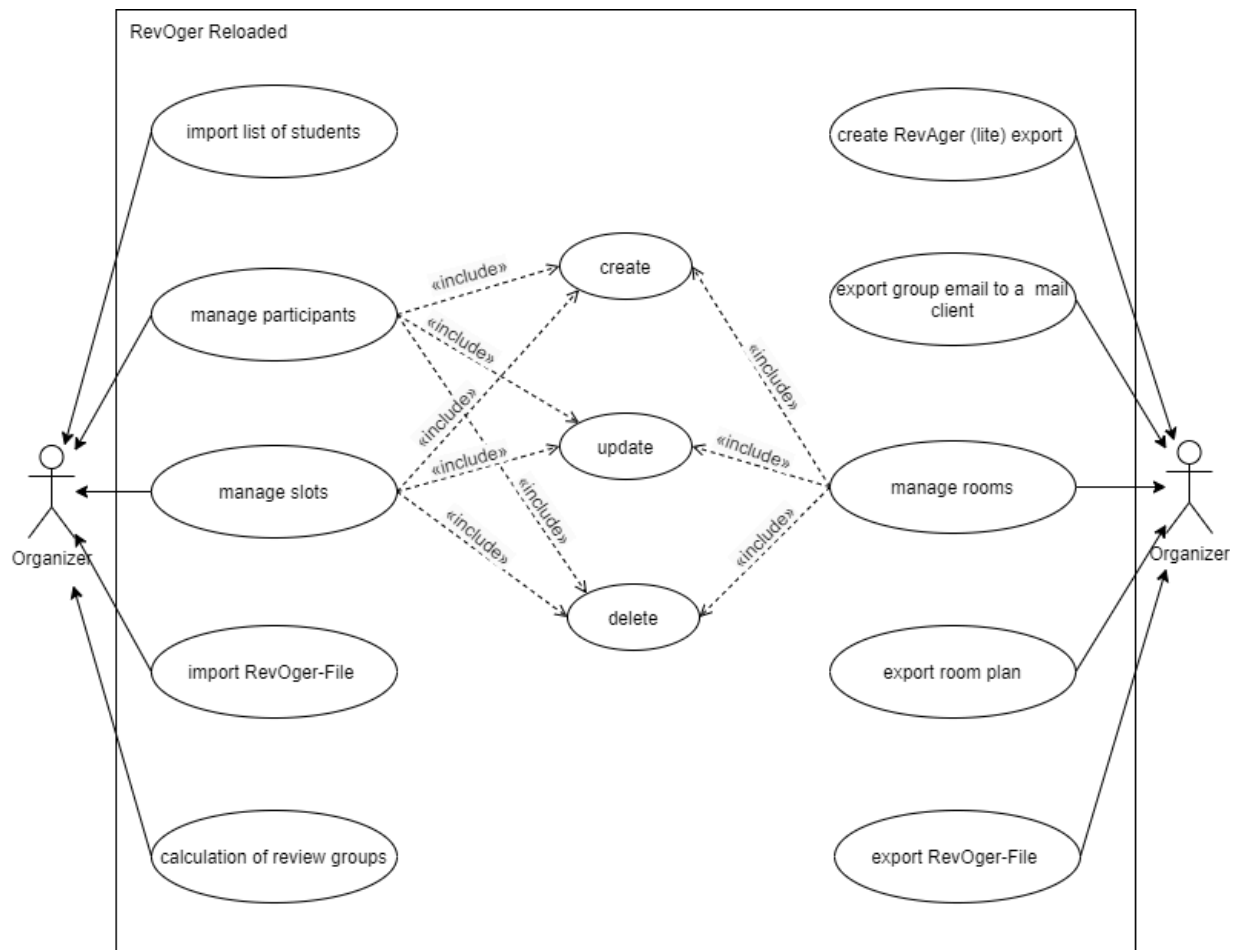 RevOger Reloaded
import list of students
create RevAger (lite) export
«include»
create
export group email to a  mail
client
manage participants
«include»
«include»
«include»
«include»
update
«include»
«include»
manage slots
«include»
«include»
manage rooms
Organizer
Organizer
delete
import RevOger-File
export room plan
calculation of review groups
export RevOger-File